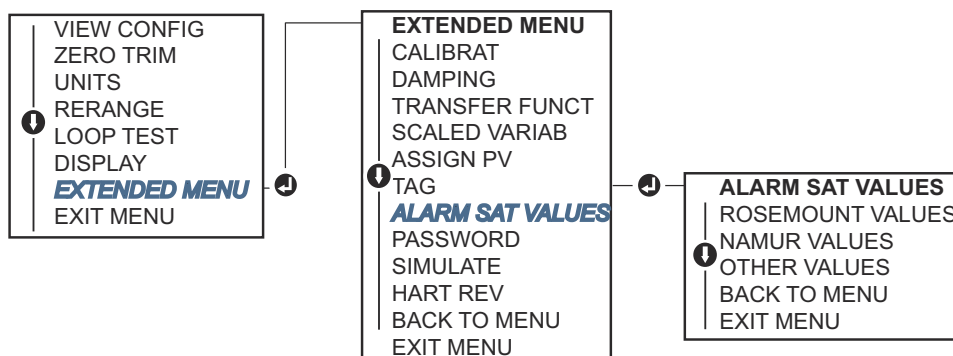 VIEW CONFIG
ZERO TRIM
UNITS
RERANGE
LOOP TEST
DISPLAY
EXTENDED MENU
EXIT MENU
EXTENDED MENU
CALIBRAT
DAMPING
TRANSFER FUNCT
SCALED VARIAB
ASSIGN PV
TAG
ALARM SAT VALUES
PASSWORD
SIMULATE
HART REV
BACK TO MENU
EXIT MENU
ALARM SAT VALUES
ROSEMOUNT VALUES
NAMUR VALUES
OTHER VALUES
BACK TO MENU
EXIT MENU